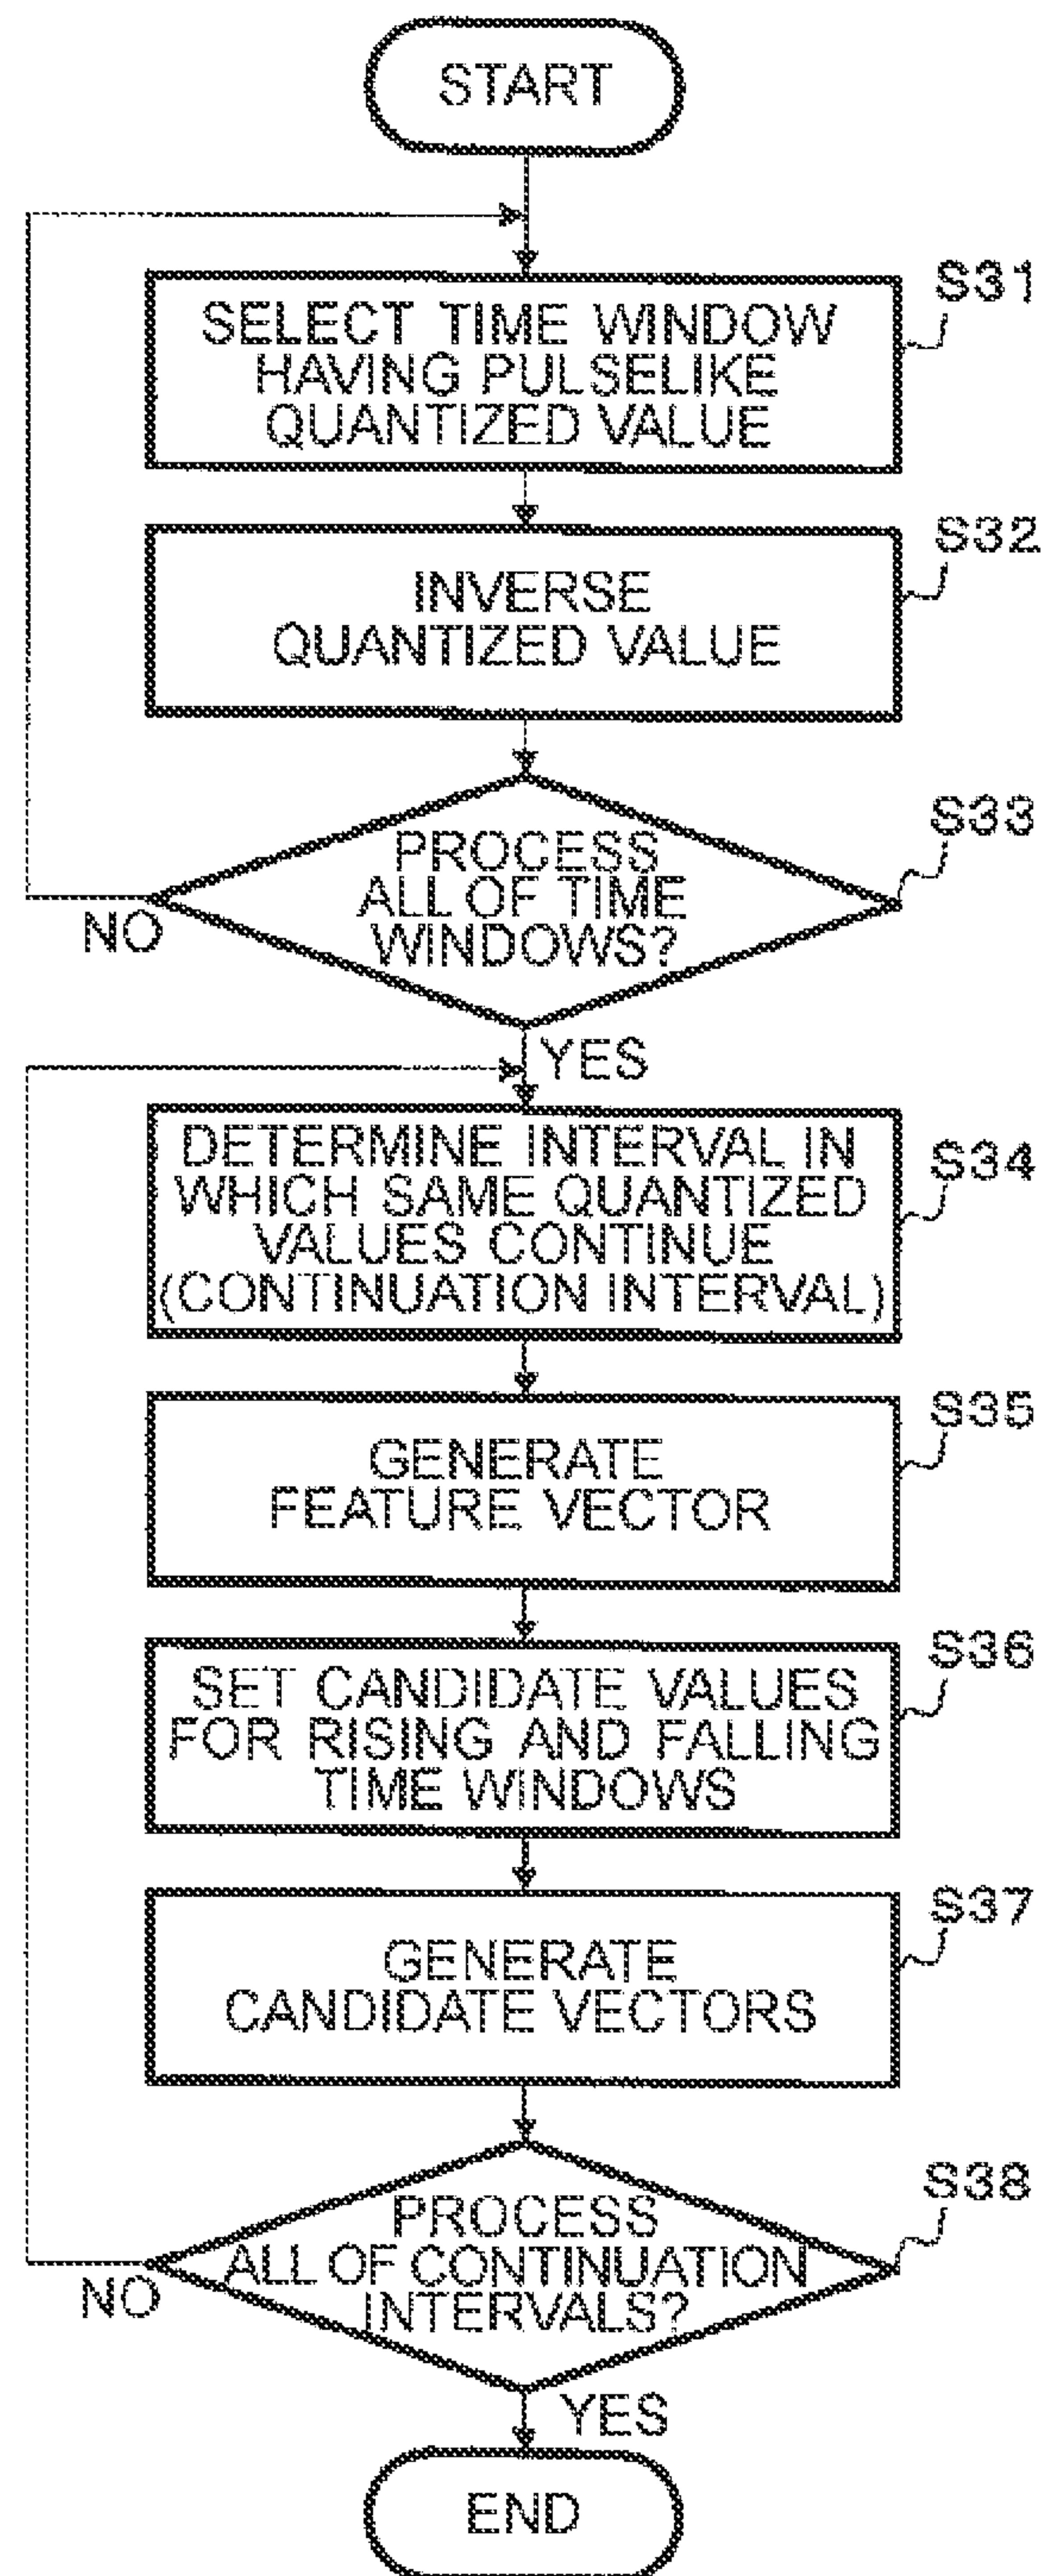 START
S31
SELECT TIME WINDOW
HAVING PULSELIKE
QUANTIZED VALUE
S32
INVERSE
QUANTIZED VALUE
S33
PROCESS
ALL OF TIME
WINDOWS?
NO
YES
S34
DETERMINE INTERVAL IN
WHICH SAME QUANTIZED
VALUES CONTINUE
(CONTINUATION INTERVAL)
S35
GENERATE
FEATURE VECTOR
S36
SET CANDIDATE VALUES
FOR RISING AND FALLING
TIME WINDOWS
S37
GENERATE
CANDIDATE VECTORS
S38
PROCESS
ALL OF CONTINUATION
INTERVALS?
NO
YES
END